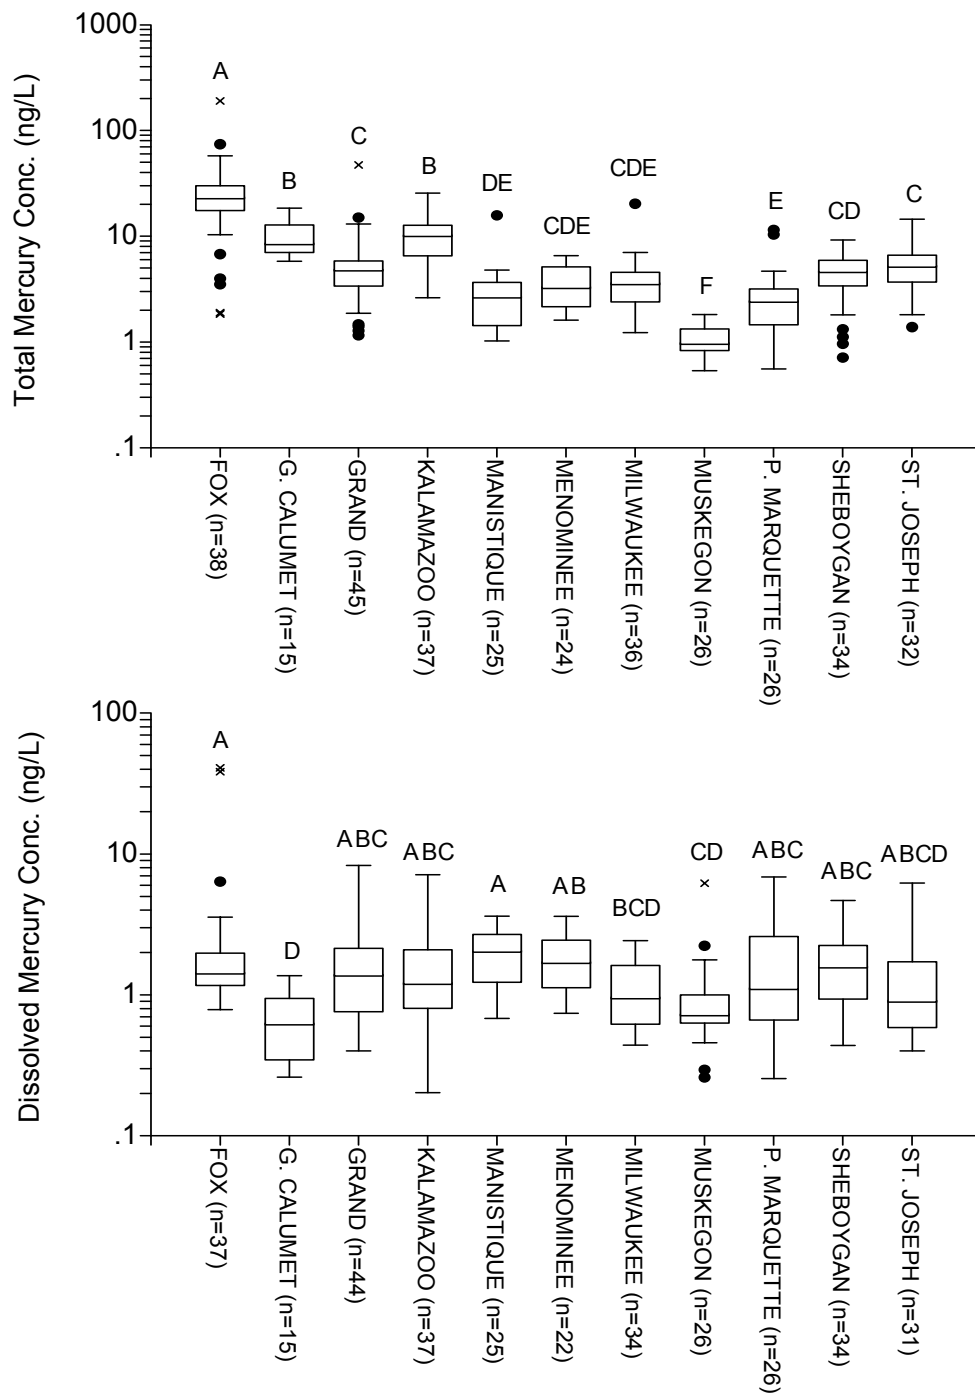 Total Mercury Conc. (ng/L)
1000
100
10
1
.1
A
B
C
B
DE
CDE
CDE
F
E
CD
C
FOX (n=38)
G. CALUMET (n=15)
GRAND (n=45)
KALAMAZOO (n=37)
MANISTIQUE (n=25)
MENOMINEE (n=24)
MILWAUKEE (n=36)
MUSKEGON (n=26)
P. MARQUETTE (n=26)
SHEBOYGAN (n=34)
ST. JOSEPH (n=32)
Dissolved Mercury Conc. (ng/L)
100
10
1
.1
A
D
ABC
ABC
A
AB
BCD
CD
ABC
ABC
ABCD
FOX (n=37)
G. CALUMET (n=15)
GRAND (n=44)
KALAMAZOO (n=37)
MANISTIQUE (n=25)
MENOMINEE (n=22)
MILWAUKEE (n=34)
MUSKEGON (n=26)
P. MARQUETTE (n=26)
SHEBOYGAN (n=34)
ST. JOSEPH (n=31)